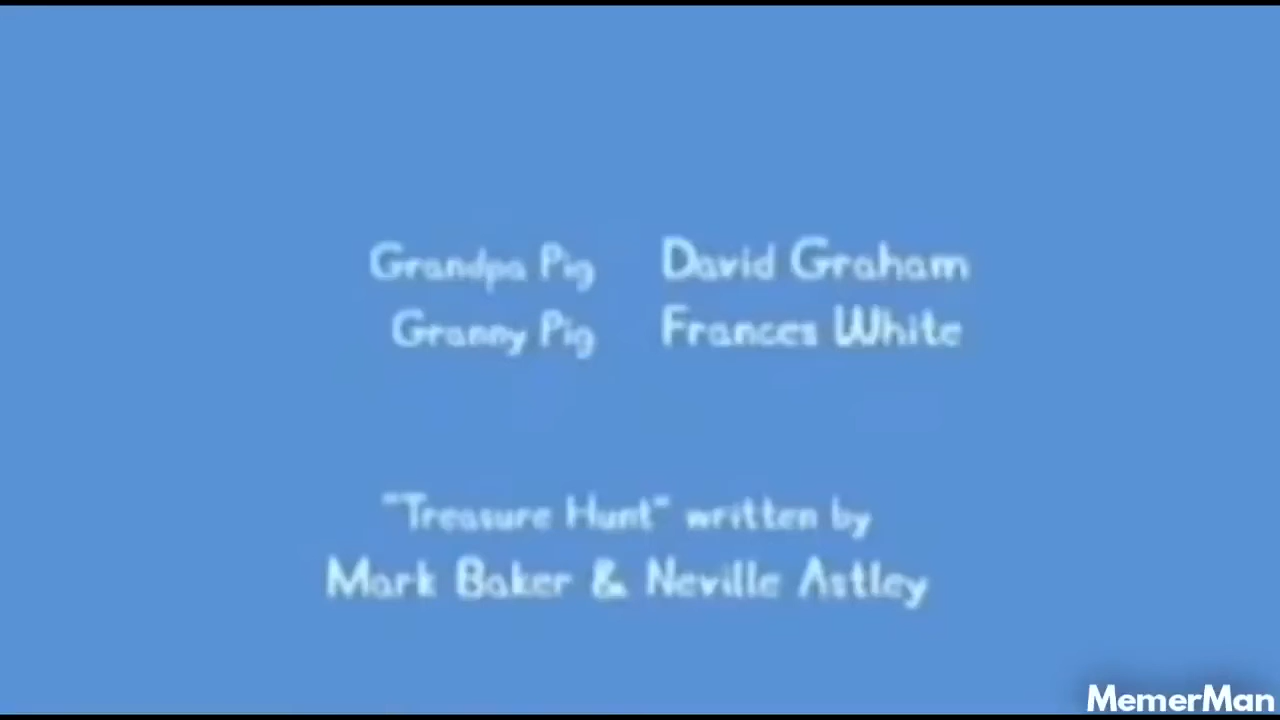 Grandpa Pig David Graham
Granny Pig Frances White
"Treasure Hunt" written by
Mark Baker & Neville Astley
MemerMan